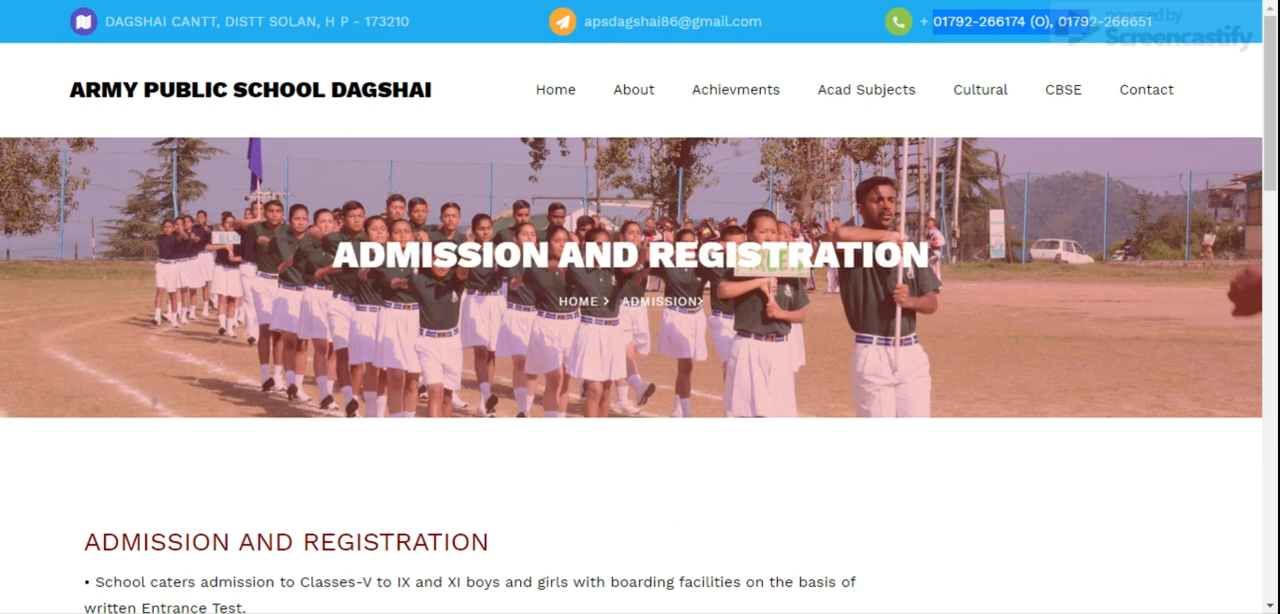 DAGSHAI CANTT, DISTT SOLAN, H P - 173210
apsdagshai86@gmail.com
+ 01792-266174 (O), 01792-266651
powered by
Screencastify
ARMY PUBLIC SCHOOL DAGSHAI
Home
About
Achievments
Acad Subjects
Cultural
CBSE
Contact
ADMISSION AND REGISTRATION
HOME > ADMISSION>
ADMISSION AND REGISTRATION
• School caters admission to Classes-V to IX and XI boys and girls with boarding facilities on the basis of
written Entrance Test.